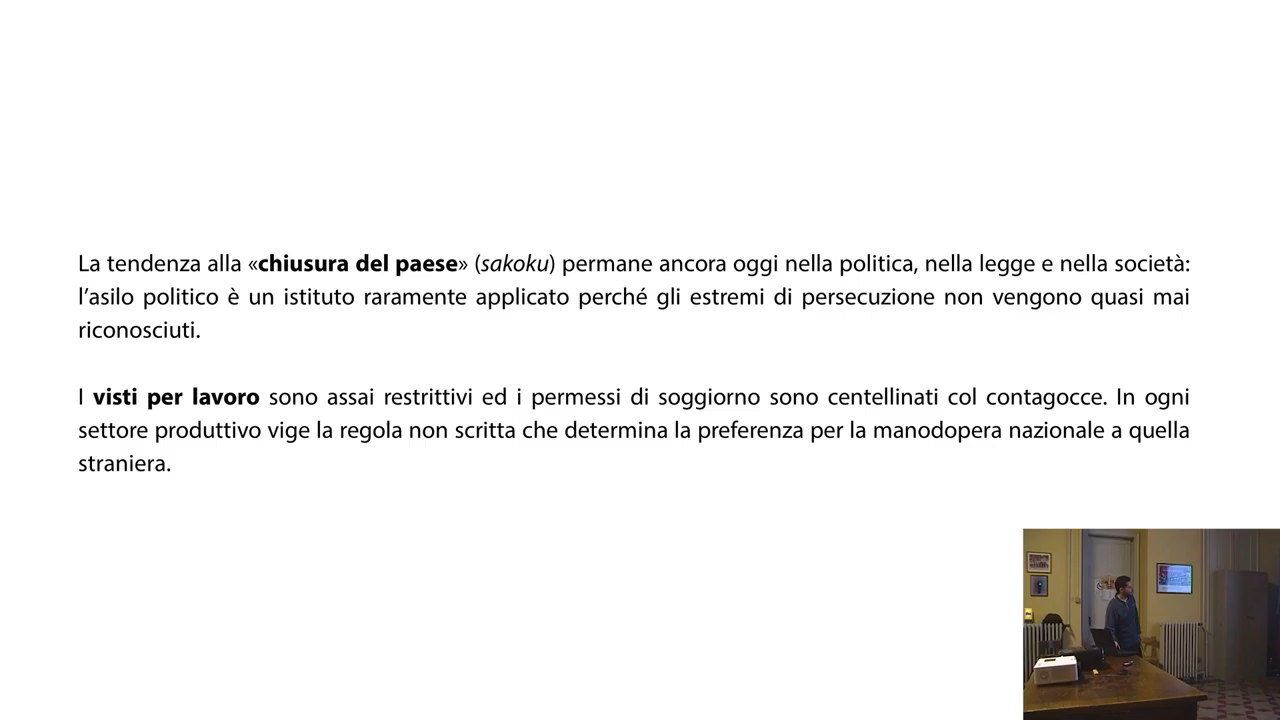 La tendenza alla «chiusura del paese» (sakoku) permane ancora oggi nella politica, nella legge e nella società:
l’asilo politico è un istituto raramente applicato perché gli estremi di persecuzione non vengono quasi mai
riconosciuti.
I visti per lavoro sono assai restrittivi ed i permessi di soggiorno sono centellinati col contagocce. In ogni
settore produttivo vige la regola non scritta che determina la preferenza per la manodopera nazionale a quella
straniera.